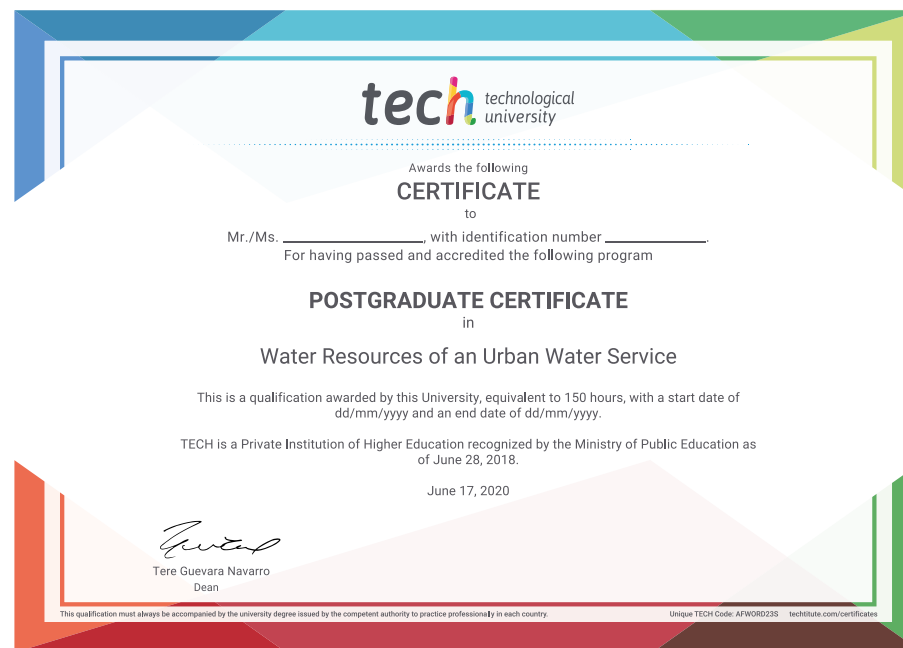 tech technological
university
Awards the following
CERTIFICATE
to
Mr./Ms. ____________________, with identification number ______________.
For having passed and accredited the following program
POSTGRADUATE CERTIFICATE
in
Water Resources of an Urban Water Service
This is a qualification awarded by this University, equivalent to 150 hours, with a start date of
dd/mm/yyyy and an end date of dd/mm/yyyy.
TECH is a Private Institution of Higher Education recognized by the Ministry of Public Education as
of June 28, 2018.
June 17, 2020
Tere Guevara Navarro
Dean
This qualification must always be accompanied by the university degree issued by the competent authority to practice professionally in each country. Unique TECH Code: AFWORD23S techtitute.com/certificates